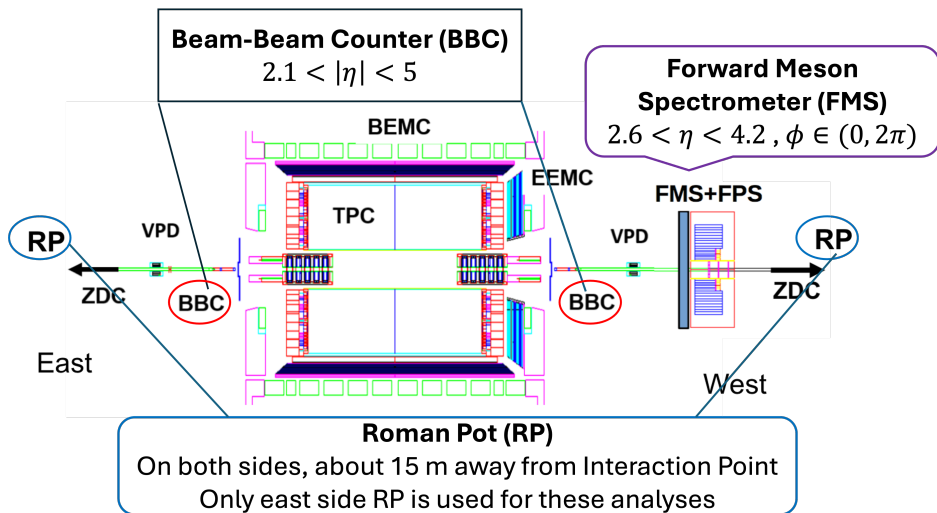 Beam-Beam Counter (BBC)
2.1 < |η| < 5
Forward Meson
Spectrometer (FMS)
2.6 < η < 4.2 , ϕ ∈ (0, 2π)
BEMC
EEMC
FMS+FPS
TPC
RP
VPD
VPD
RP
ZDC
BBC
BBC
ZDC
East
West
Roman Pot (RP)
On both sides, about 15 m away from Interaction Point
Only east side RP is used for these analyses